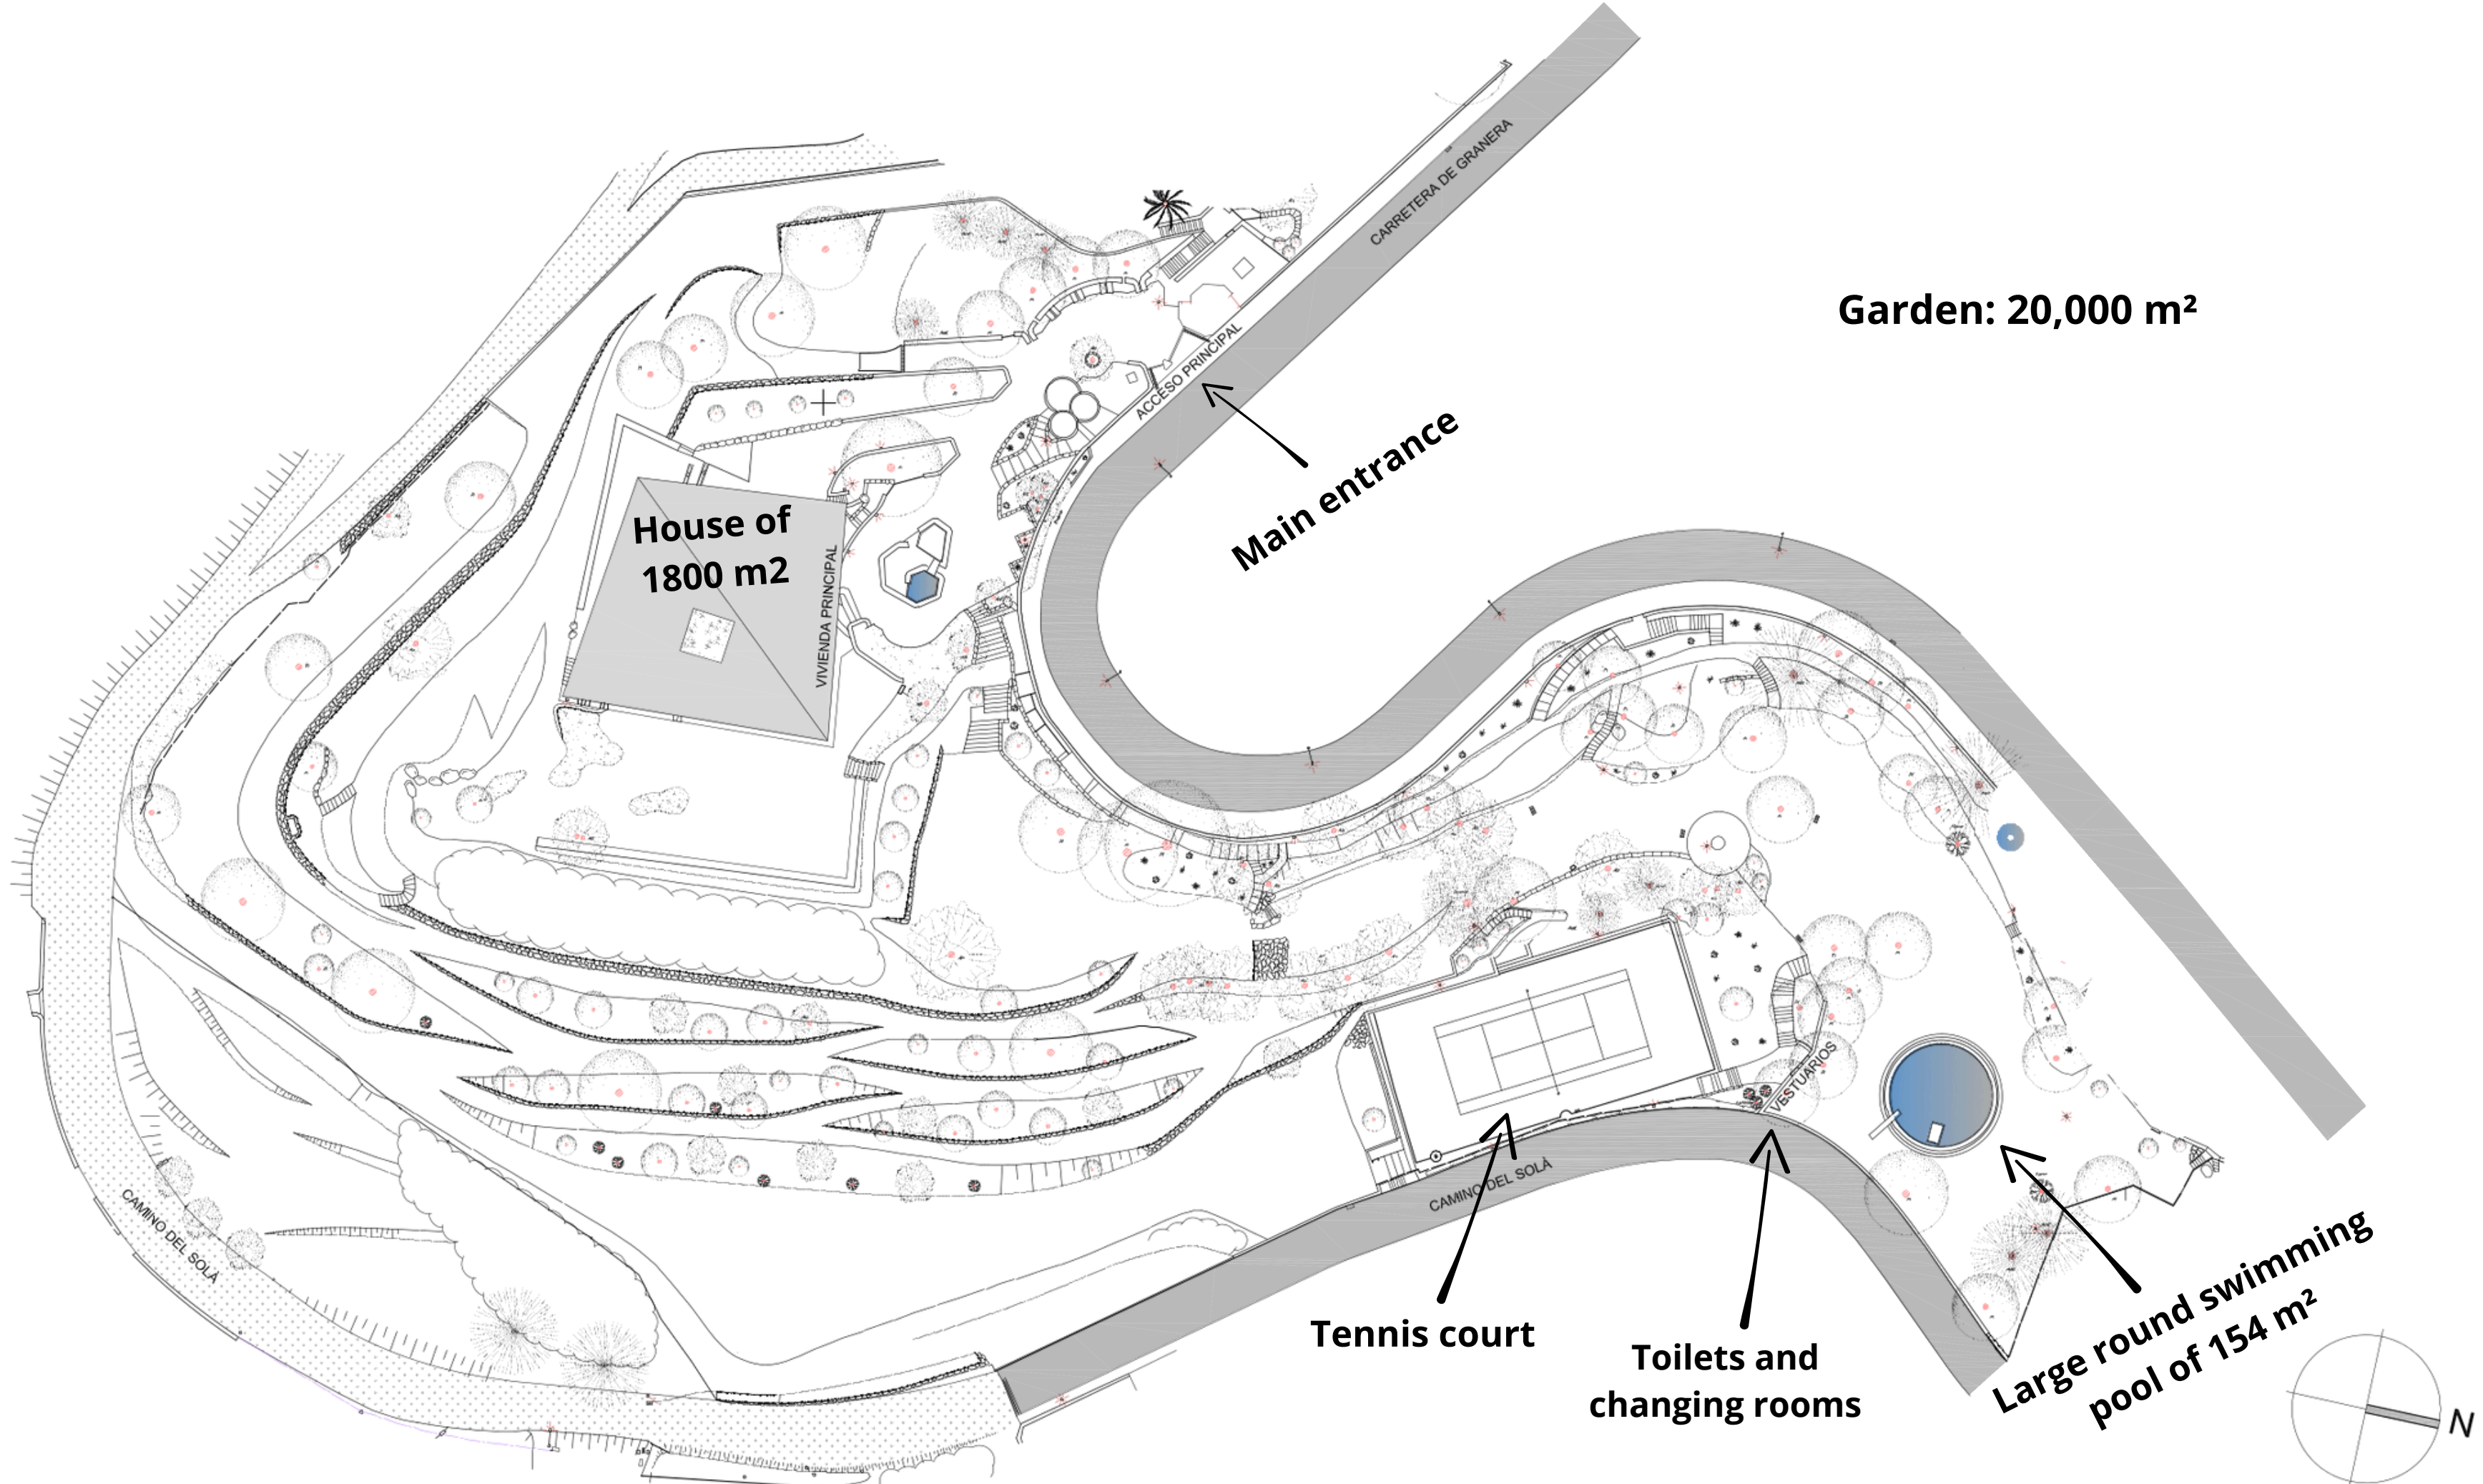 CARRETERA DE GRANERA
Garden: 20,000 m²
ACCESO PRINCIPAL
Main entrance
House of
1800 m2
VIVIENDA PRINCIPAL
VESTUARIOS
CAMINO DEL SOLÀ
CAMINO DEL SOLÀ
Tennis court
Toilets and
changing rooms
Large round swimming
pool of 154 m²
N